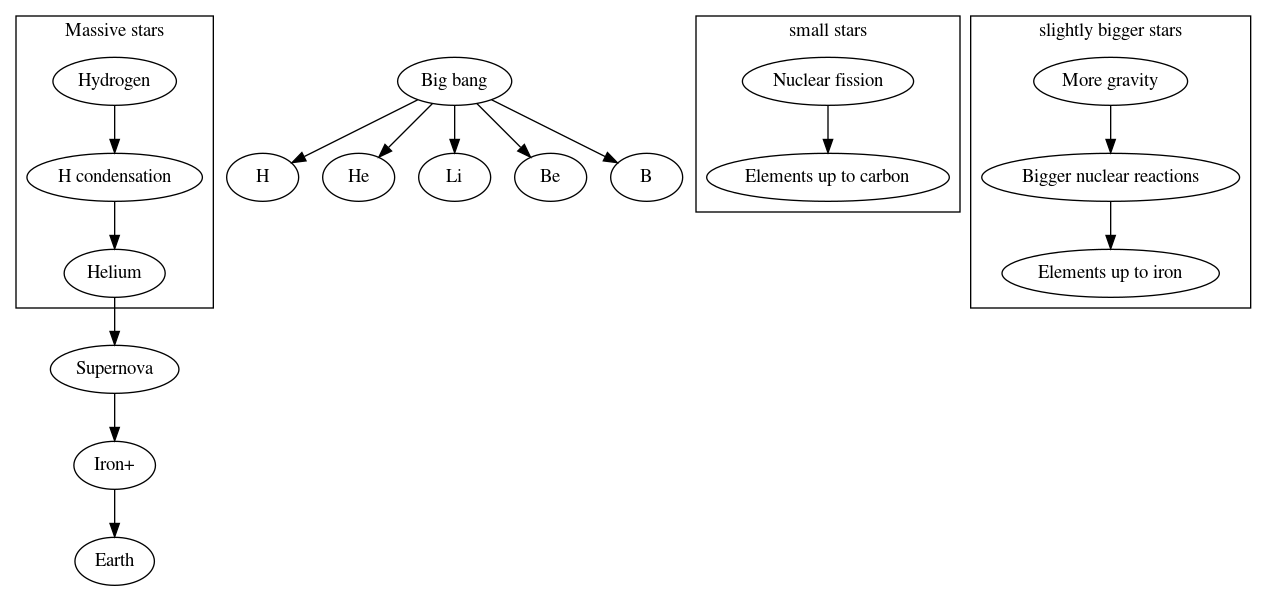 Massive stars
Hydrogen
H condensation
Helium
Supernova
Iron+
Earth
Big bang
H
He
Li
Be
B
small stars
Nuclear fission
Elements up to carbon
slightly bigger stars
More gravity
Bigger nuclear reactions
Elements up to iron